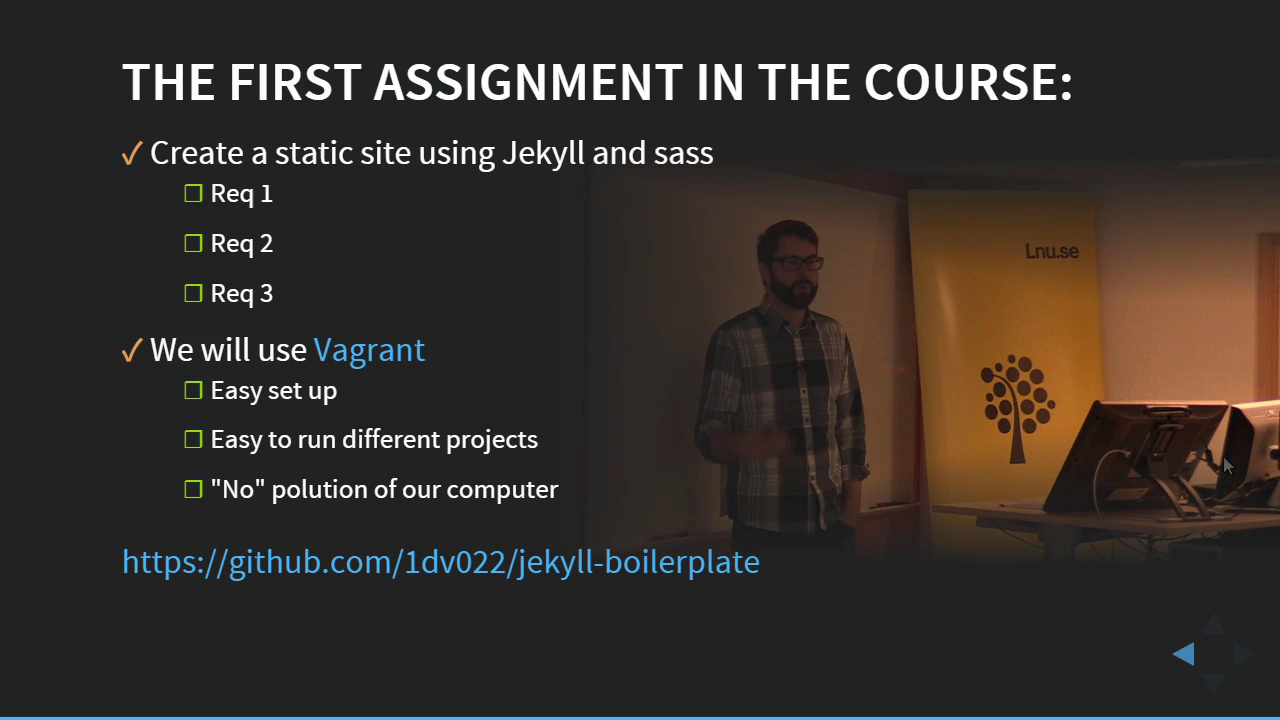 THE FIRST ASSIGNMENT IN THE COURSE:
Create a static site using Jekyll and sass
Req 1
Req 2
Req 3
We will use Vagrant
Easy set up
Easy to run different projects
"No" polution of our computer
https://github.com/1dv022/jekyll-boilerplate
Lnu.se